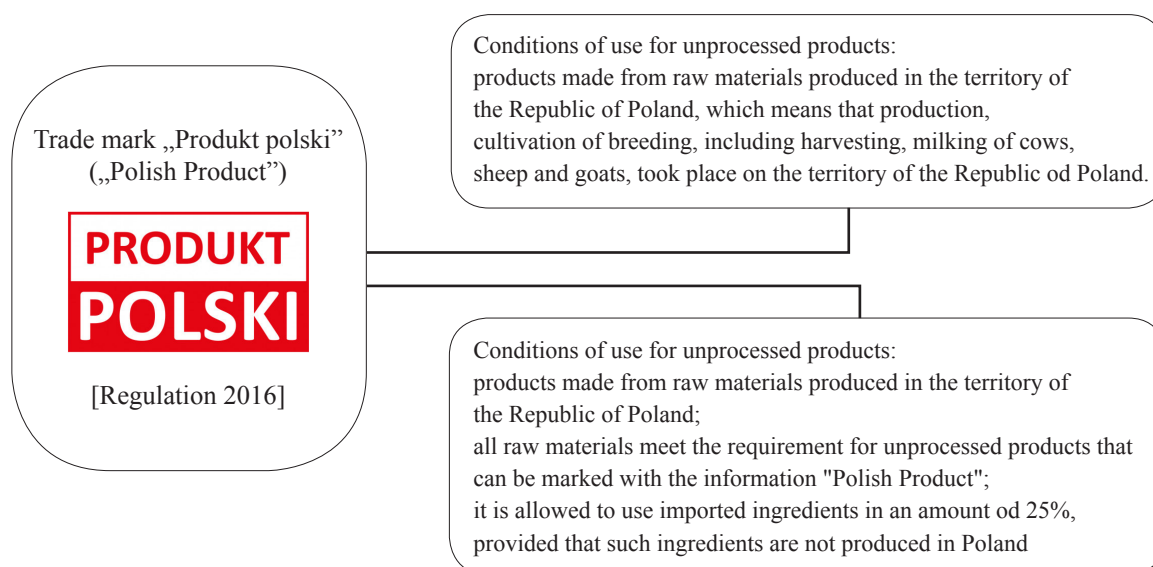 Trade mark „Produkt polski”
(„Polish Product”)
PRODUKT
POLSKI
[Regulation 2016]
Conditions of use for unprocessed products:
products made from raw materials produced in the territory of
the Republic of Poland, which means that production,
cultivation of breeding, including harvesting, milking of cows,
sheep and goats, took place on the territory of the Republic od Poland.
Conditions of use for unprocessed products:
products made from raw materials produced in the territory of
the Republic of Poland;
all raw materials meet the requirement for unprocessed products that
can be marked with the information "Polish Product";
it is allowed to use imported ingredients in an amount od 25%,
provided that such ingredients are not produced in Poland